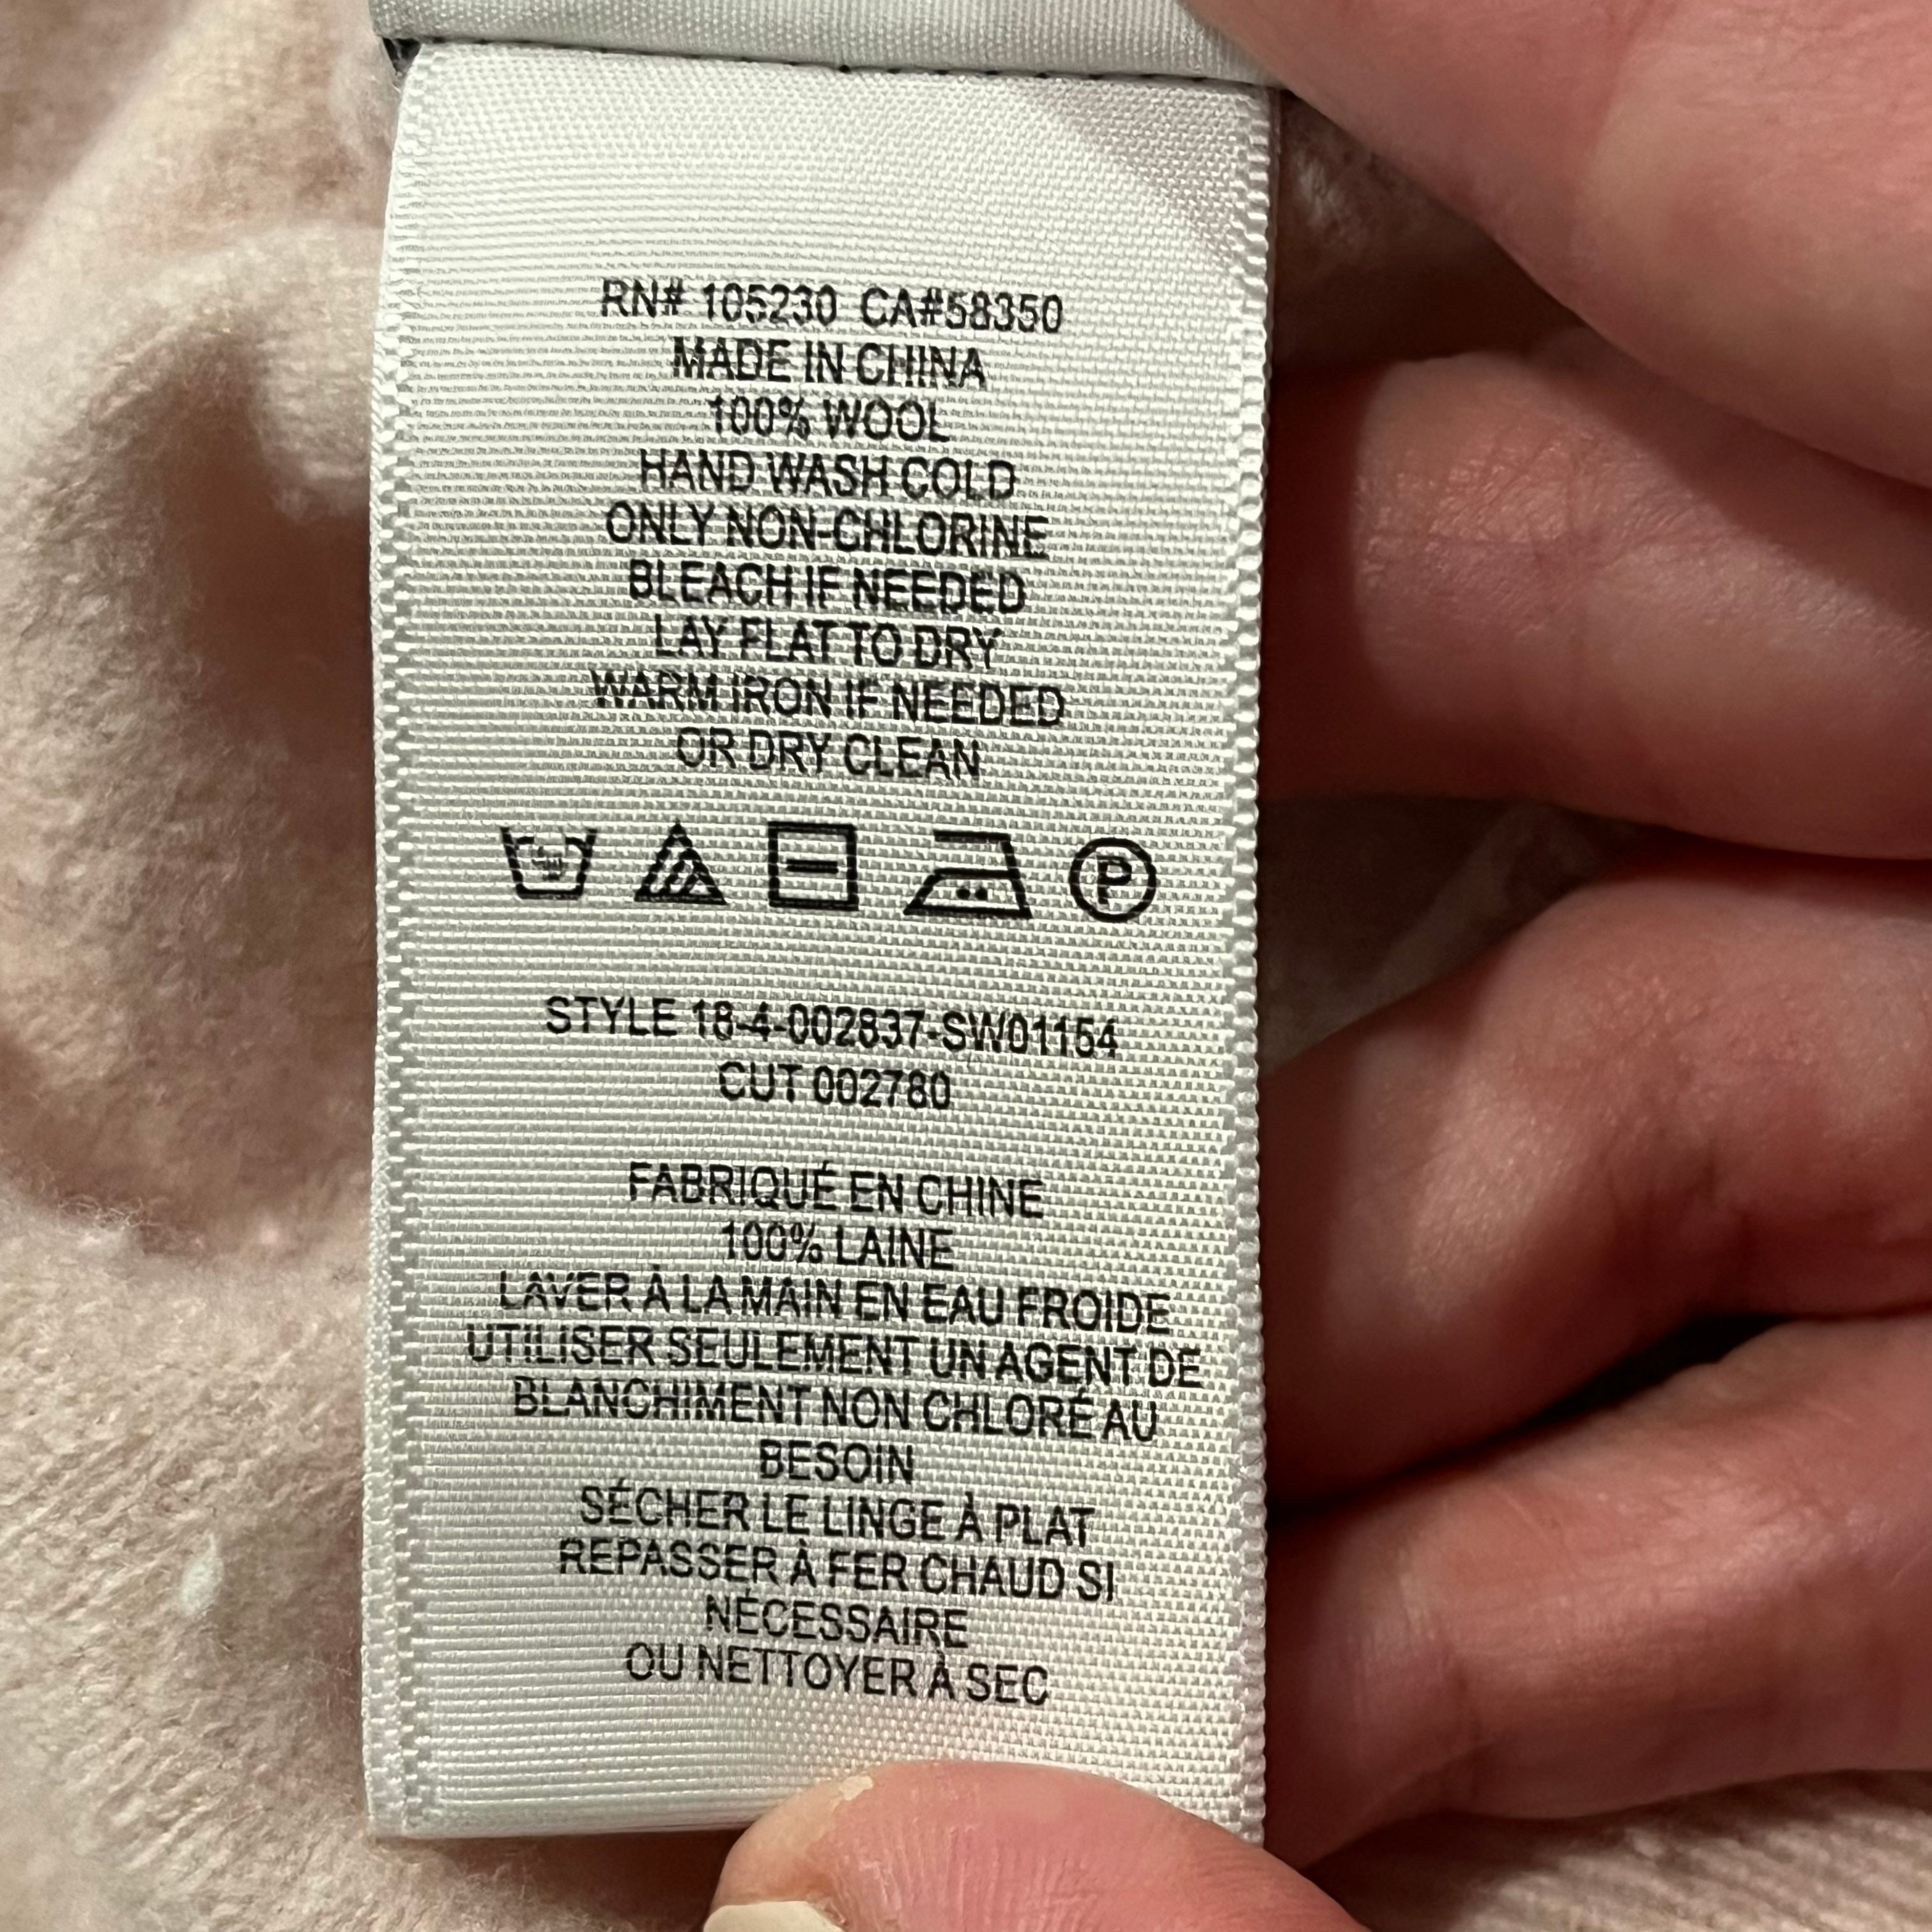 RN# 105230 CA#58350
MADE IN CHINA
100% WOOL
HAND WASH COLD
ONLY NON-CHLORINE
BLEACH IF NEEDED
LAY FLAT TO DRY
WARM IRON IF NEEDED
OR DRY CLEAN
P
STYLE 18-4-002837-SW01154
CUT 002780
FABRIQUÉ EN CHINE
100% LAINE
LAVER À LA MAIN EN EAU FROIDE
UTILISER SEULEMENT UN AGENT DE
BLANCHIMENT NON CHLORÉ AU
BESOIN
SÉCHER LE LINGE À PLAT
REPASSER À FER CHAUD SI
NÉCESSAIRE
OU NETTOYER À SEC